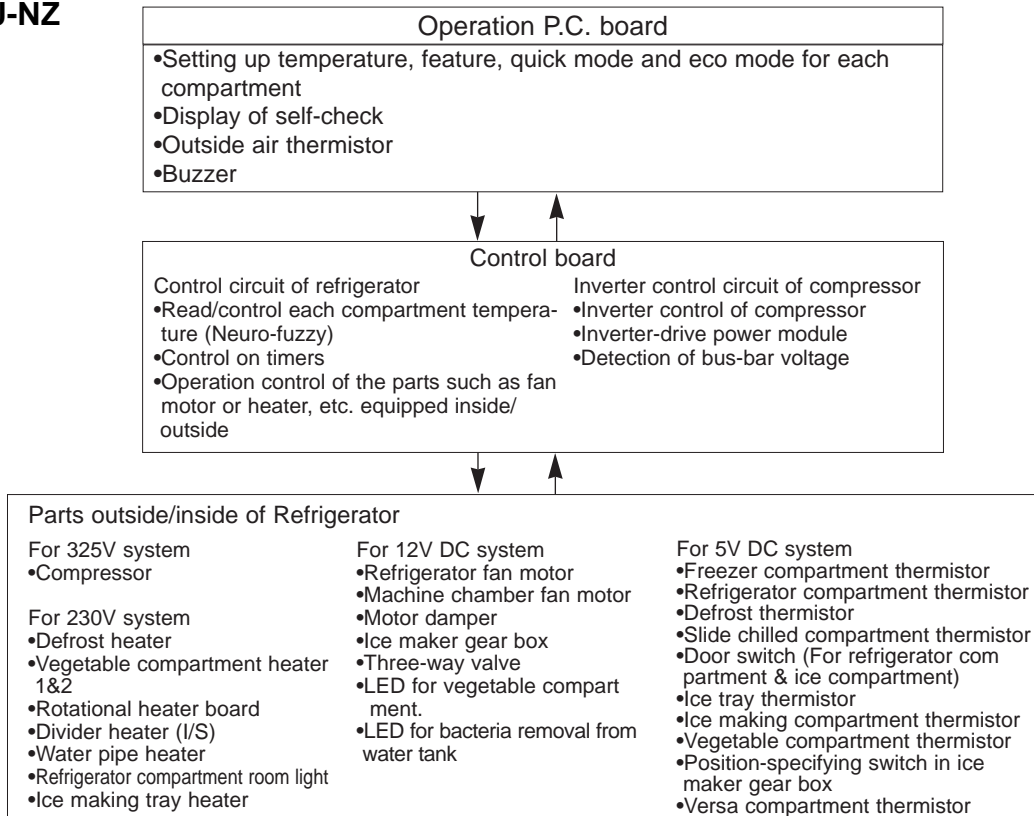 J-NZ
Operation P.C. board
•Setting up temperature, feature, quick mode and eco mode for each
compartment
•Display of self-check
•Outside air thermistor
•Buzzer
Control board
Control circuit of refrigerator
•Read/control each compartment tempera-
ture (Neuro-fuzzy)
•Control on timers
•Operation control of the parts such as fan
motor or heater, etc. equipped inside/
outside
Inverter control circuit of compressor
•Inverter control of compressor
•Inverter-drive power module
•Detection of bus-bar voltage
Parts outside/inside of Refrigerator
For 325V system
•Compressor
For 230V system
•Defrost heater
•Vegetable compartment heater
1&2
•Rotational heater board
•Divider heater (I/S)
•Water pipe heater
•Refrigerator compartment room light
•Ice making tray heater
For 12V DC system
•Refrigerator fan motor
•Machine chamber fan motor
•Motor damper
•Ice maker gear box
•Three-way valve
•LED for vegetable compart
ment.
•LED for bacteria removal from
water tank
For 5V DC system
•Freezer compartment thermistor
•Refrigerator compartment thermistor
•Defrost thermistor
•Slide chilled compartment thermistor
•Door switch (For refrigerator com
partment & ice compartment)
•Ice tray thermistor
•Ice making compartment thermistor
•Vegetable compartment thermistor
•Position-specifying switch in ice
maker gear box
•Versa compartment thermistor